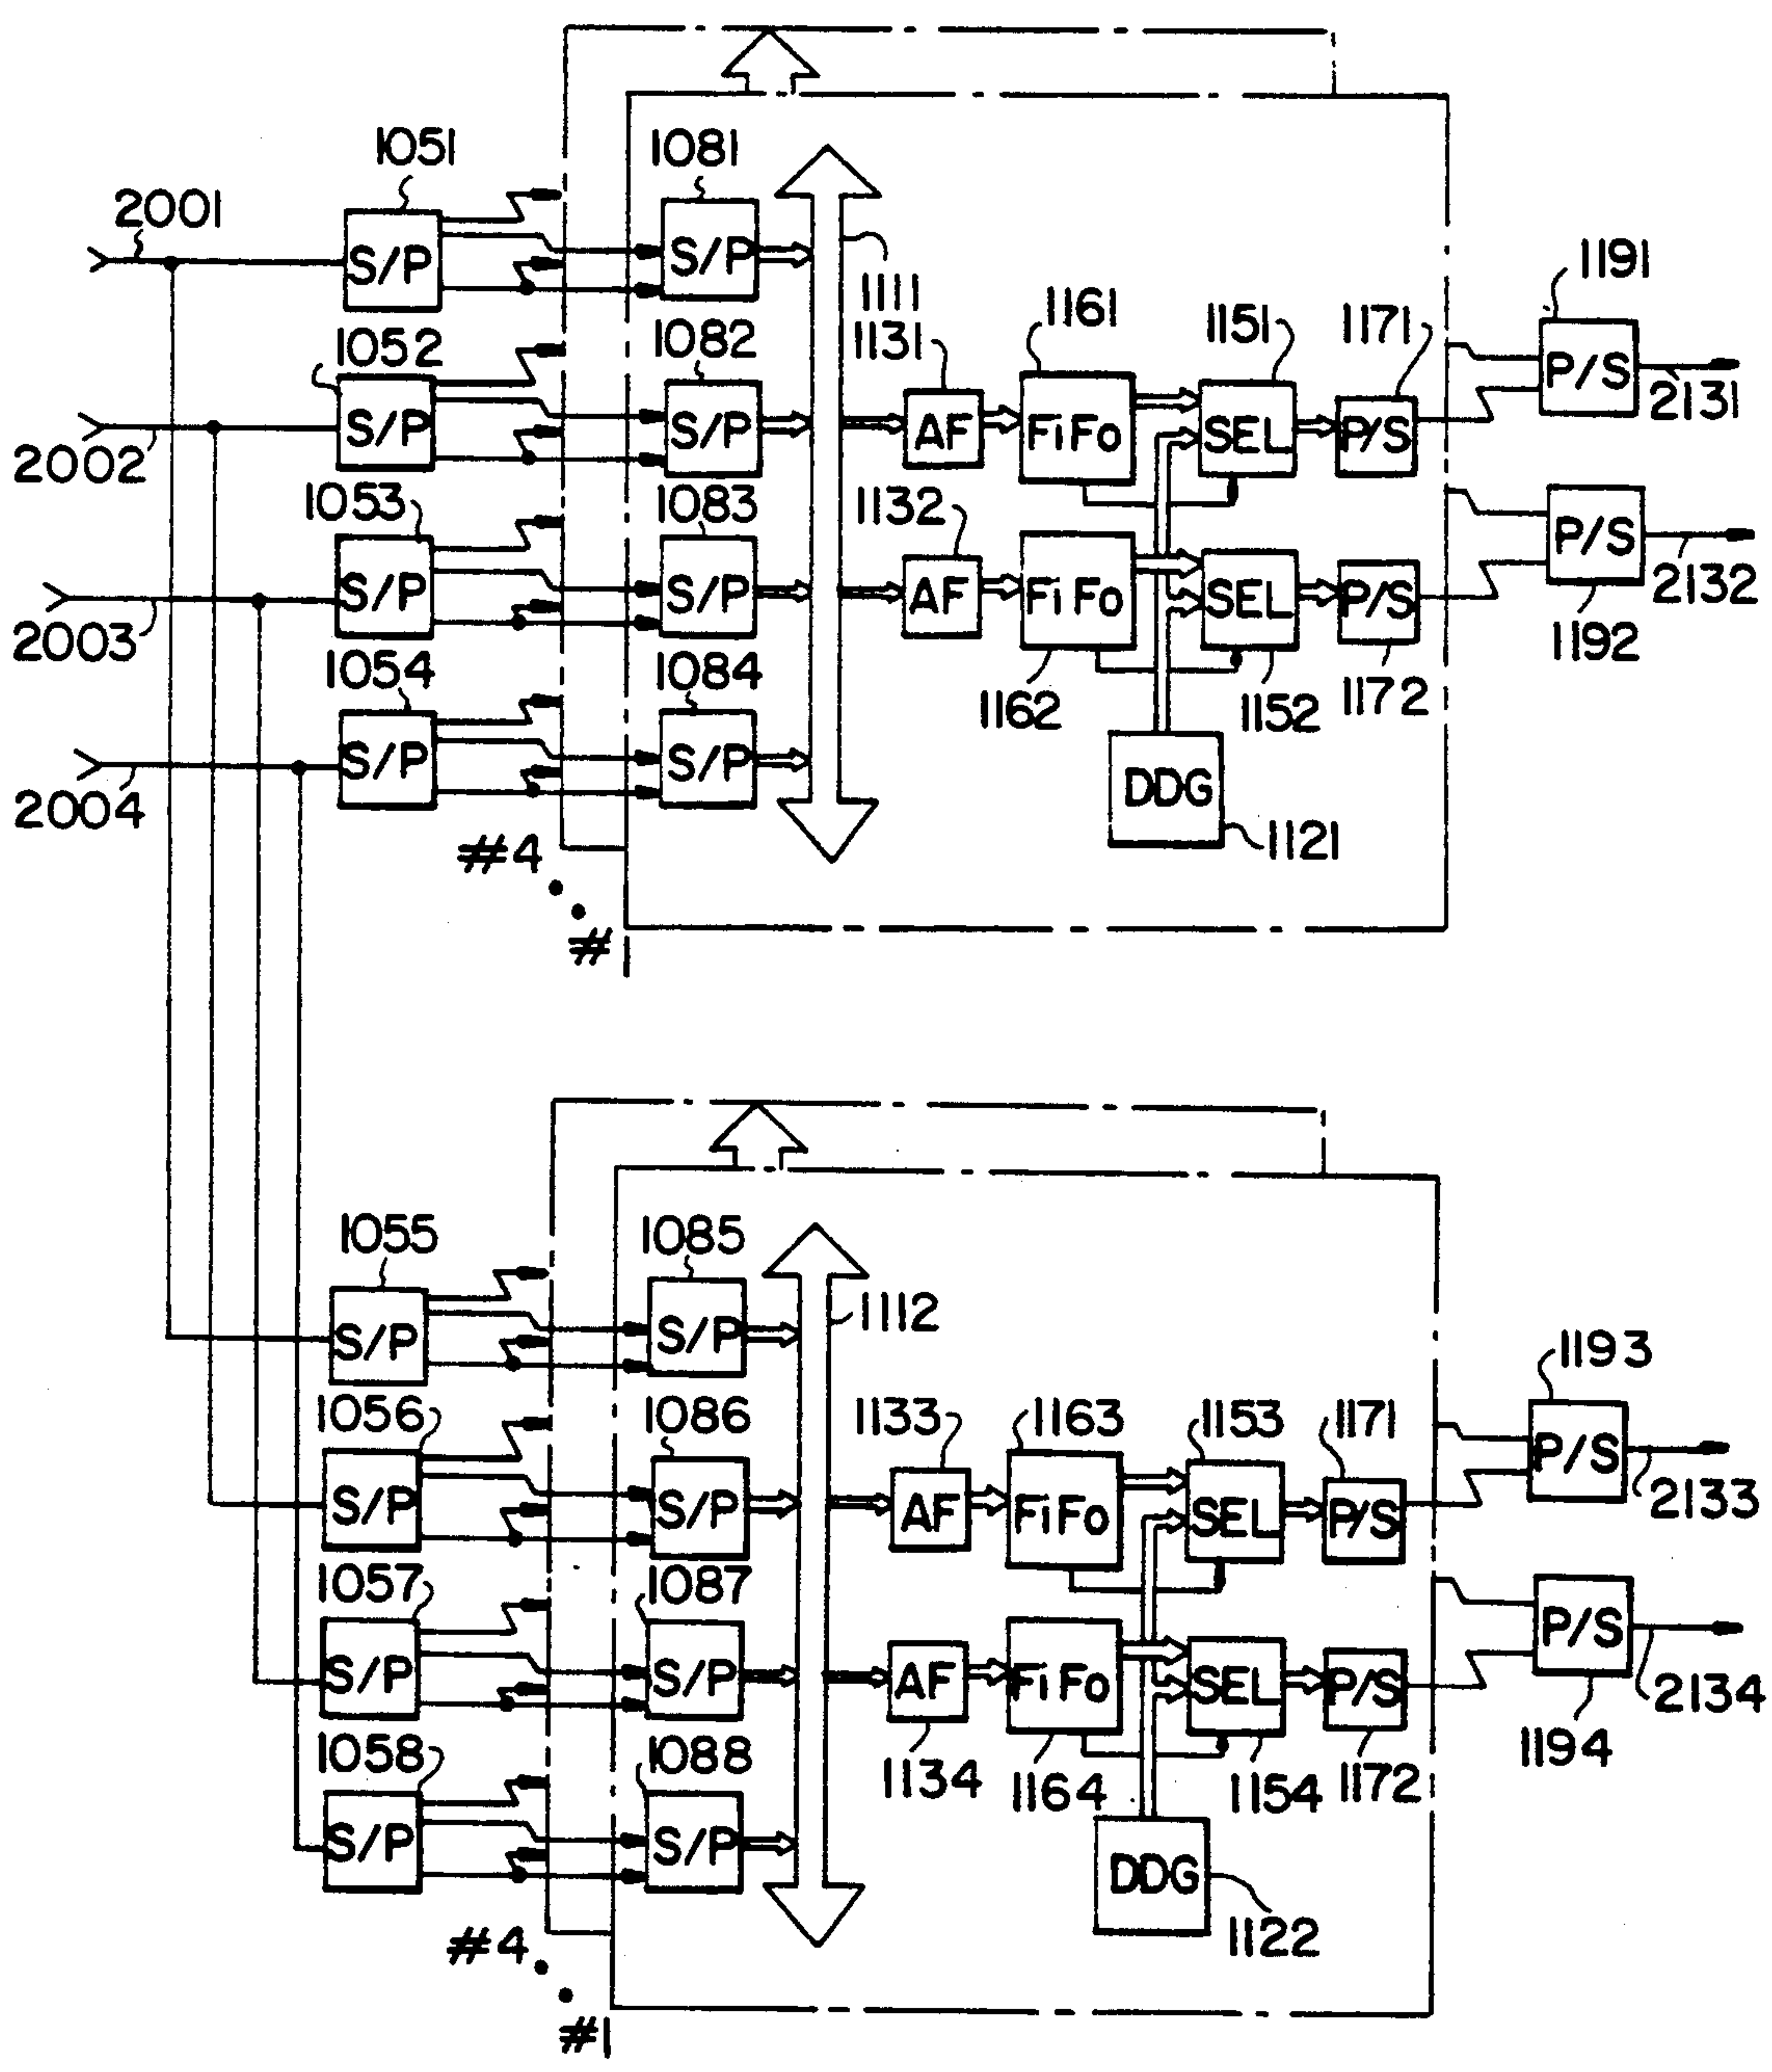 1051
1081
2001
S/P
S/P
1111
1191
1052
1082
1131
1161
1151
1171
P/S
2131
S/P
S/P
AF
FiFo
SEL
P/S
2002
1053
1083
1132
P/S
2132
2003
S/P
S/P
AF
FiFo
SEL
P/S
1192
1054
1084
1162
1152
1172
2004
S/P
S/P
DDG
1121
#4
#
1055
1085
1112
S/P
S/P
1193
1056
1086
1133
1163
1153
1171
P/S
2133
S/P
S/P
AF
FiFo
SEL
P/S
1057
1087
P/S
2134
S/P
S/P
AF
FiFo
SEL
P/S
1194
1058
1088
1134
1164
1154
1172
S/P
S/P
DDG
1122
#4
#1